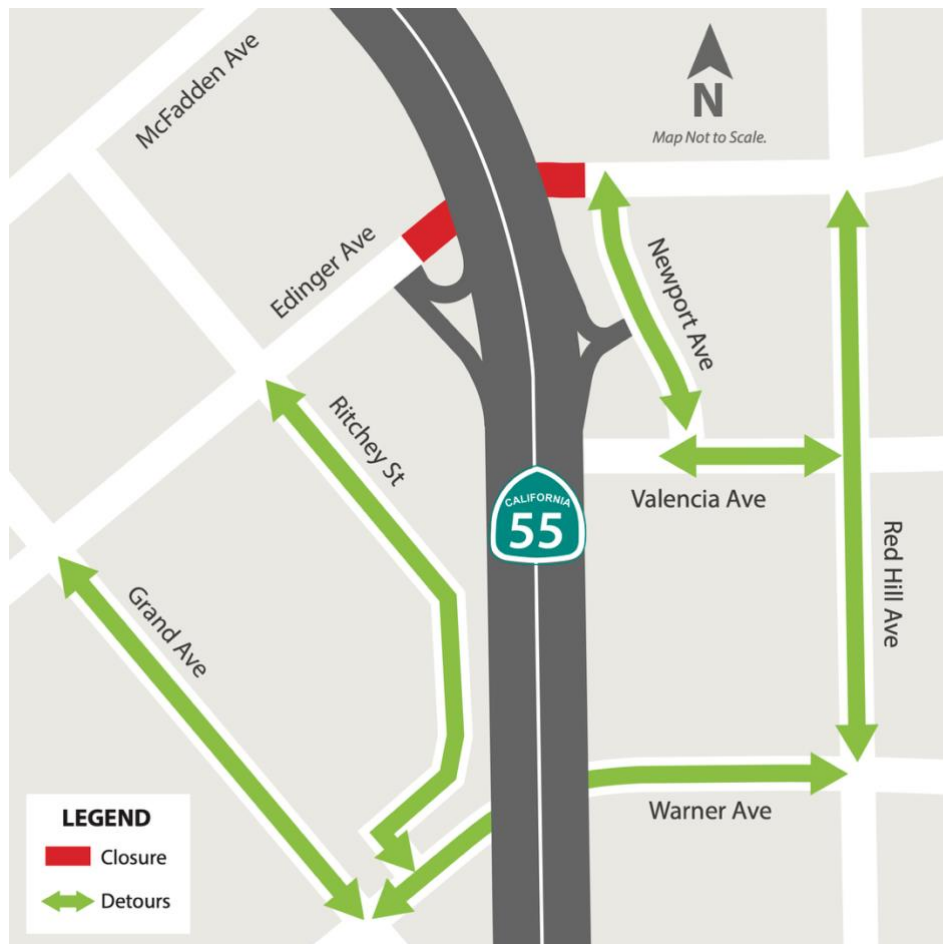 McFadden Ave
N
Map Not to Scale.
Edinger Ave
Newport Ave
Ritchey St
CALIFORNIA
55
Valencia Ave
Red Hill Ave
Grand Ave
Warner Ave
LEGEND
Closure
Detours